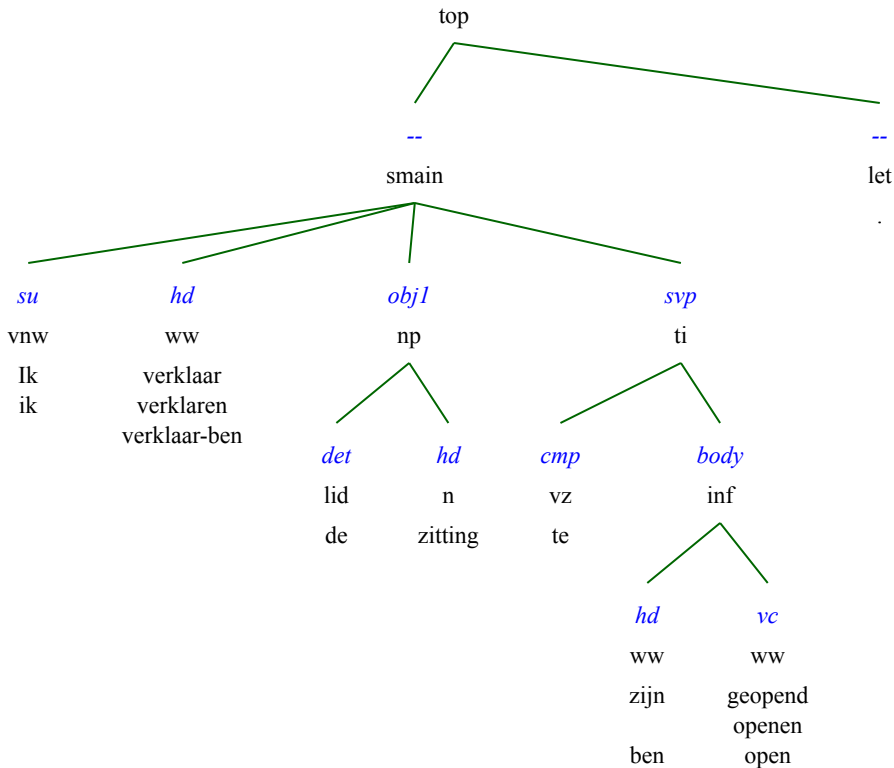 top
-- --
smain let
.
su hd obj1 svp
vnw ww np ti
Ik verklaar
ik verklaren
verklaar-ben
det hd cmp body
lid n vz inf
de zitting te
hd vc
ww ww
zijn geopend
openen
ben open